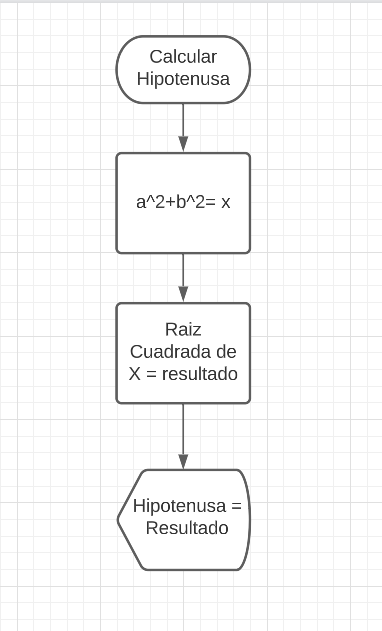 Calcular
Hipotenusa
a^2+b^2= x
Raiz
Cuadrada de
X = resultado
Hipotenusa =
Resultado